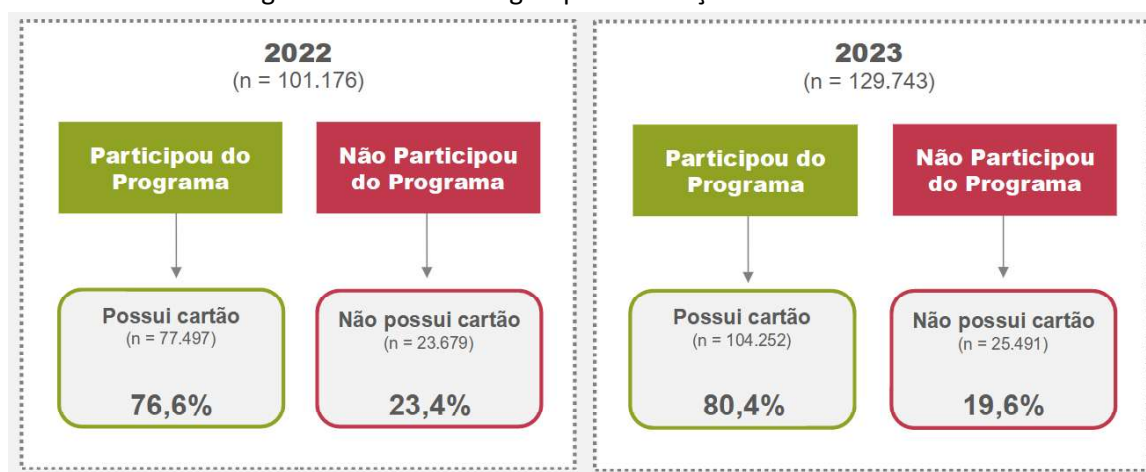 2022
(n = 101.176)
Participou do
Programa
Não Participou
do Programa
Possui cartão
(n = 77.497)
76,6%
Não possui cartão
(n = 23.679)
23,4%
2023
(n = 129.743)
Participou do
Programa
Não Participou
do Programa
Possui cartão
(n = 104.252)
80,4%
Não possui cartão
(n = 25.491)
19,6%